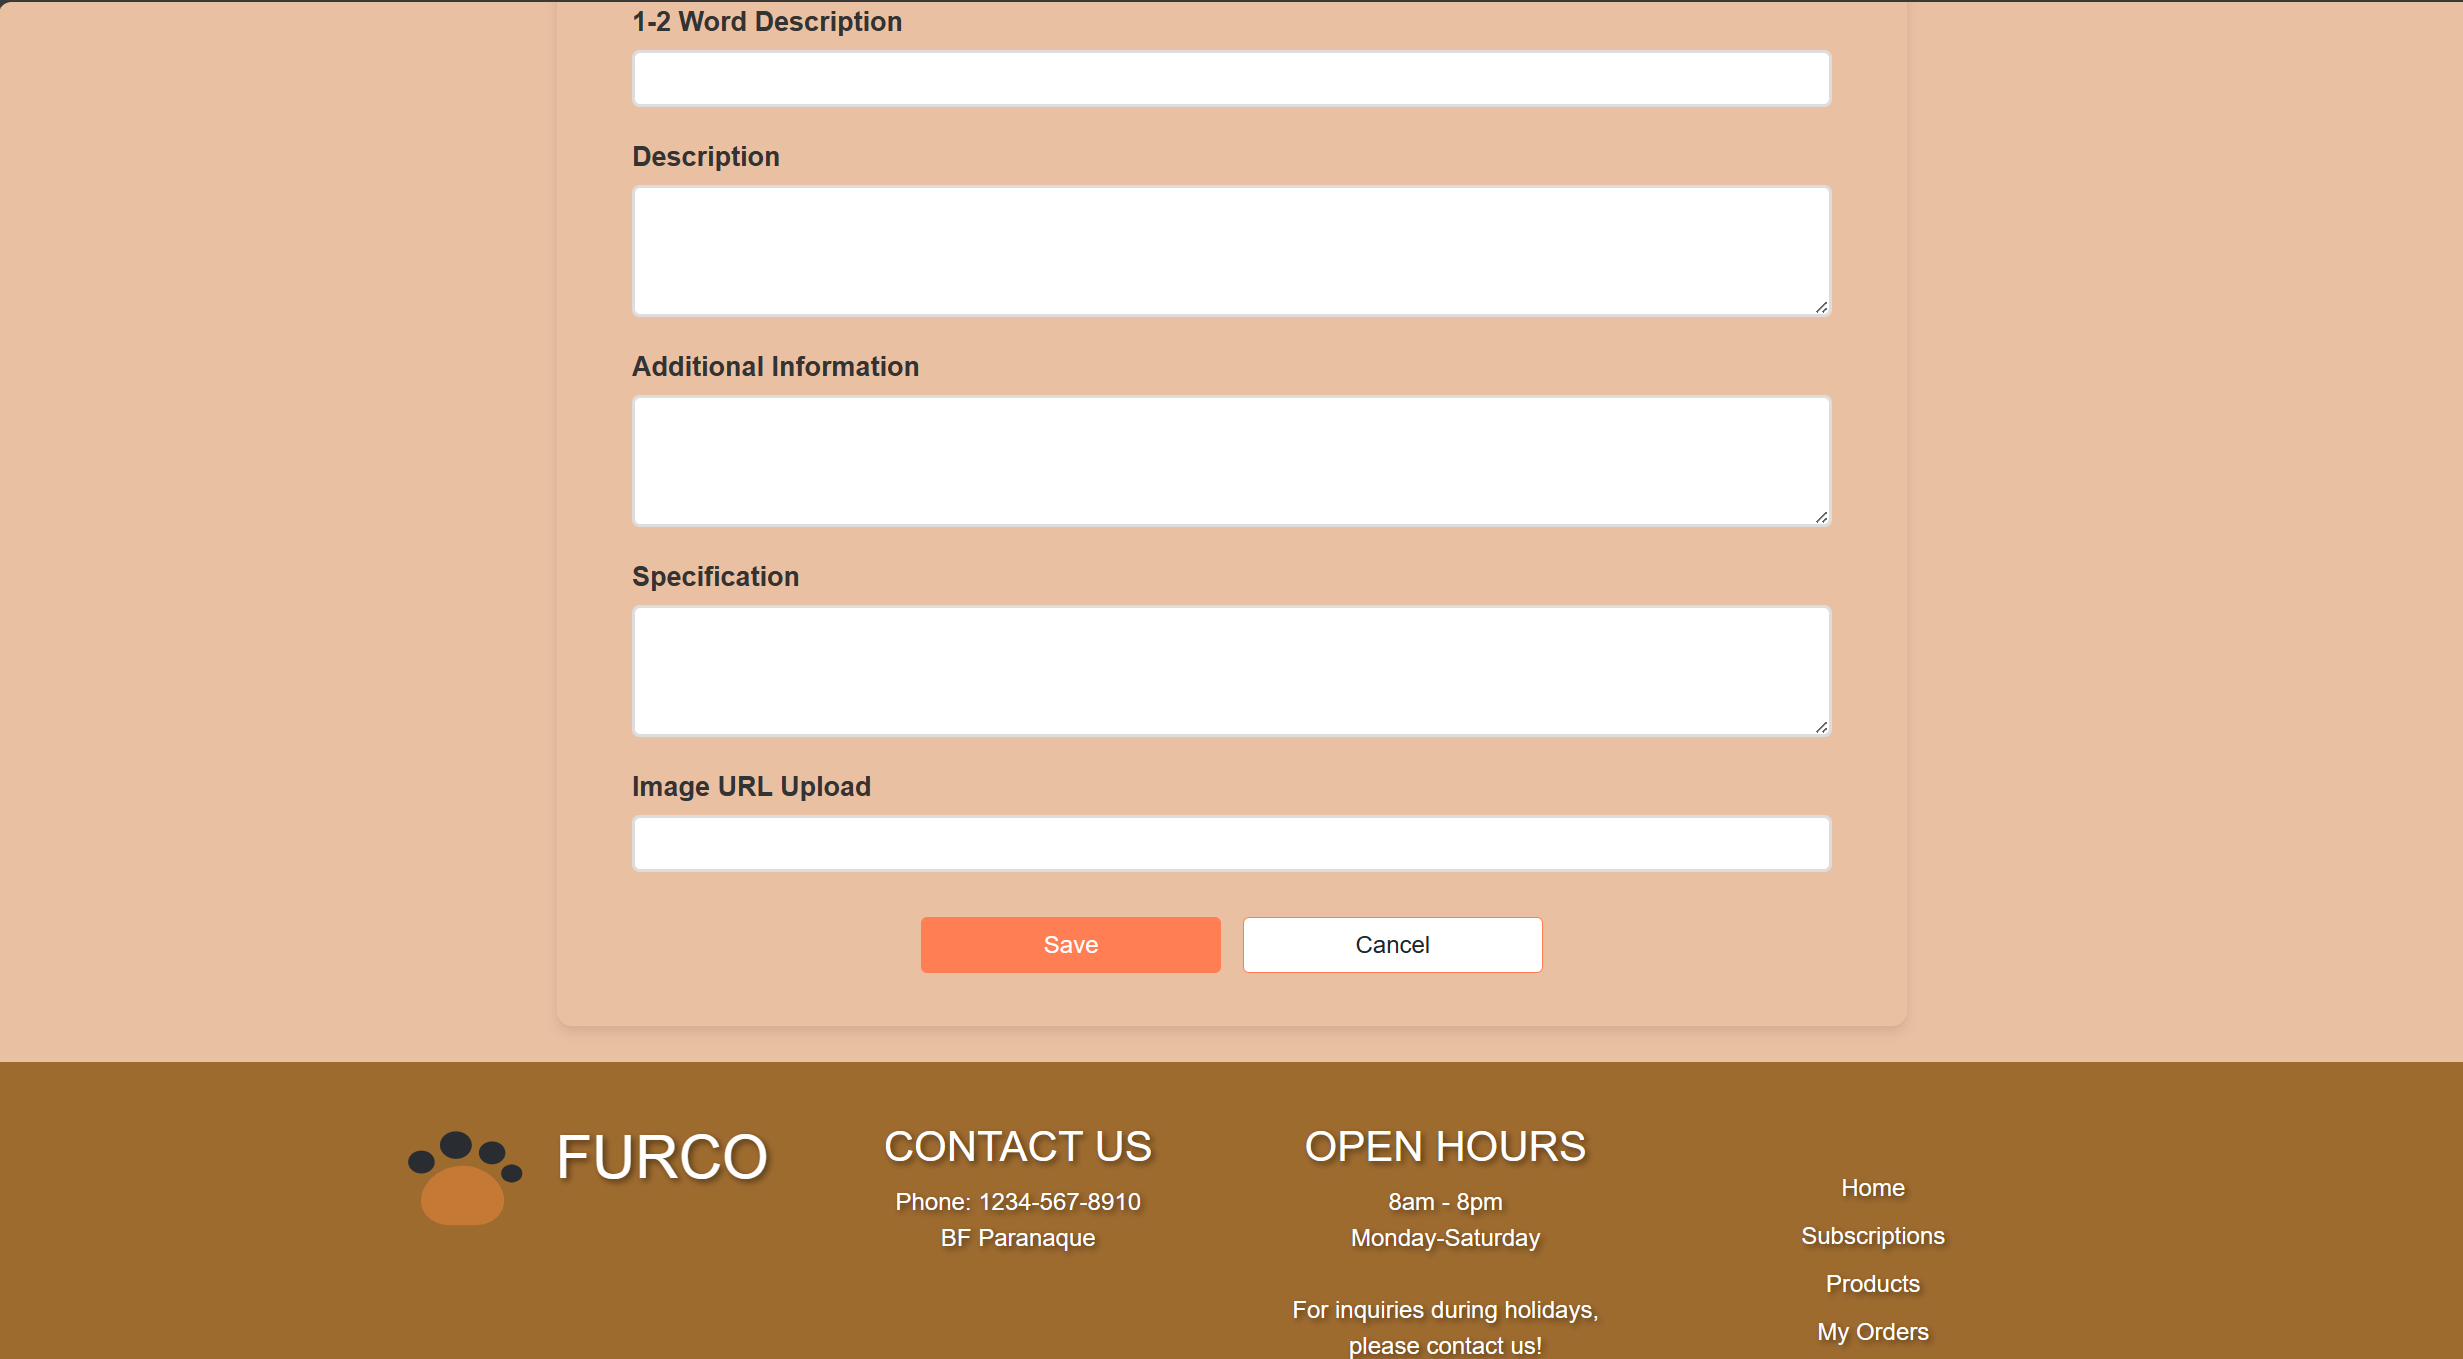 1-2 Word Description
Description
Additional Information
Specification
Image URL Upload
Save
Cancel
FURCO
CONTACT US
Phone: 1234-567-8910
BF Paranaque
OPEN HOURS
8am - 8pm
Monday-Saturday
For inquiries during holidays,
please contact us!
Home
Subscriptions
Products
My Orders